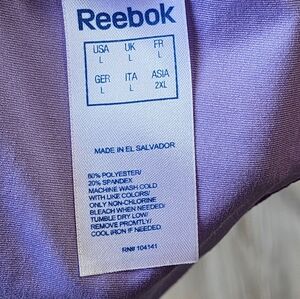 Reebok
USA UK FR
L L L
GER ITA ASIA
L L 2XL
MADE IN EL SALVADOR
80% POLYESTER/
20% SPANDEX
MACHINE WASH COLD
WITH LIKE COLORS/
ONLY NON-CHLORINE
BLEACH WHEN NEEDED/
TUMBLE DRY LOW/
REMOVE PROMTLY/
COOL IRON IF NEEDED.
RN# 104141